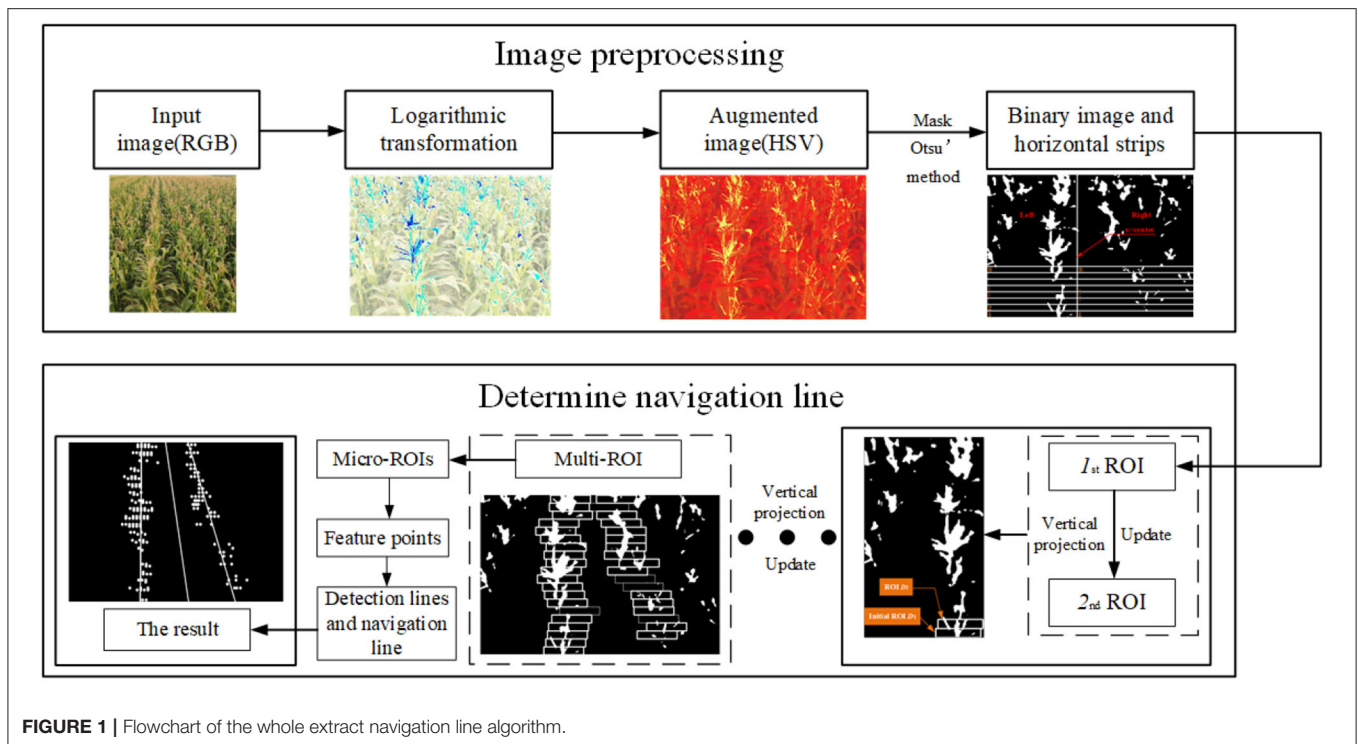 Image preprocessing
Input
image(RGB)
Logarithmic
transformation
Augmented
image(HSV)
Mask
Otsu'
method
Binary image and
horizontal strips
Left
Right
Determine navigation line
1st ROI
Update
2nd ROI
Vertical
projection
ROI D2
Initial ROI D1
Vertical
projection
Update
Multi-ROI
Micro-ROIs
Feature points
Detection lines
and navigation
line
The result
FIGURE 1 | Flowchart of the whole extract navigation line algorithm.